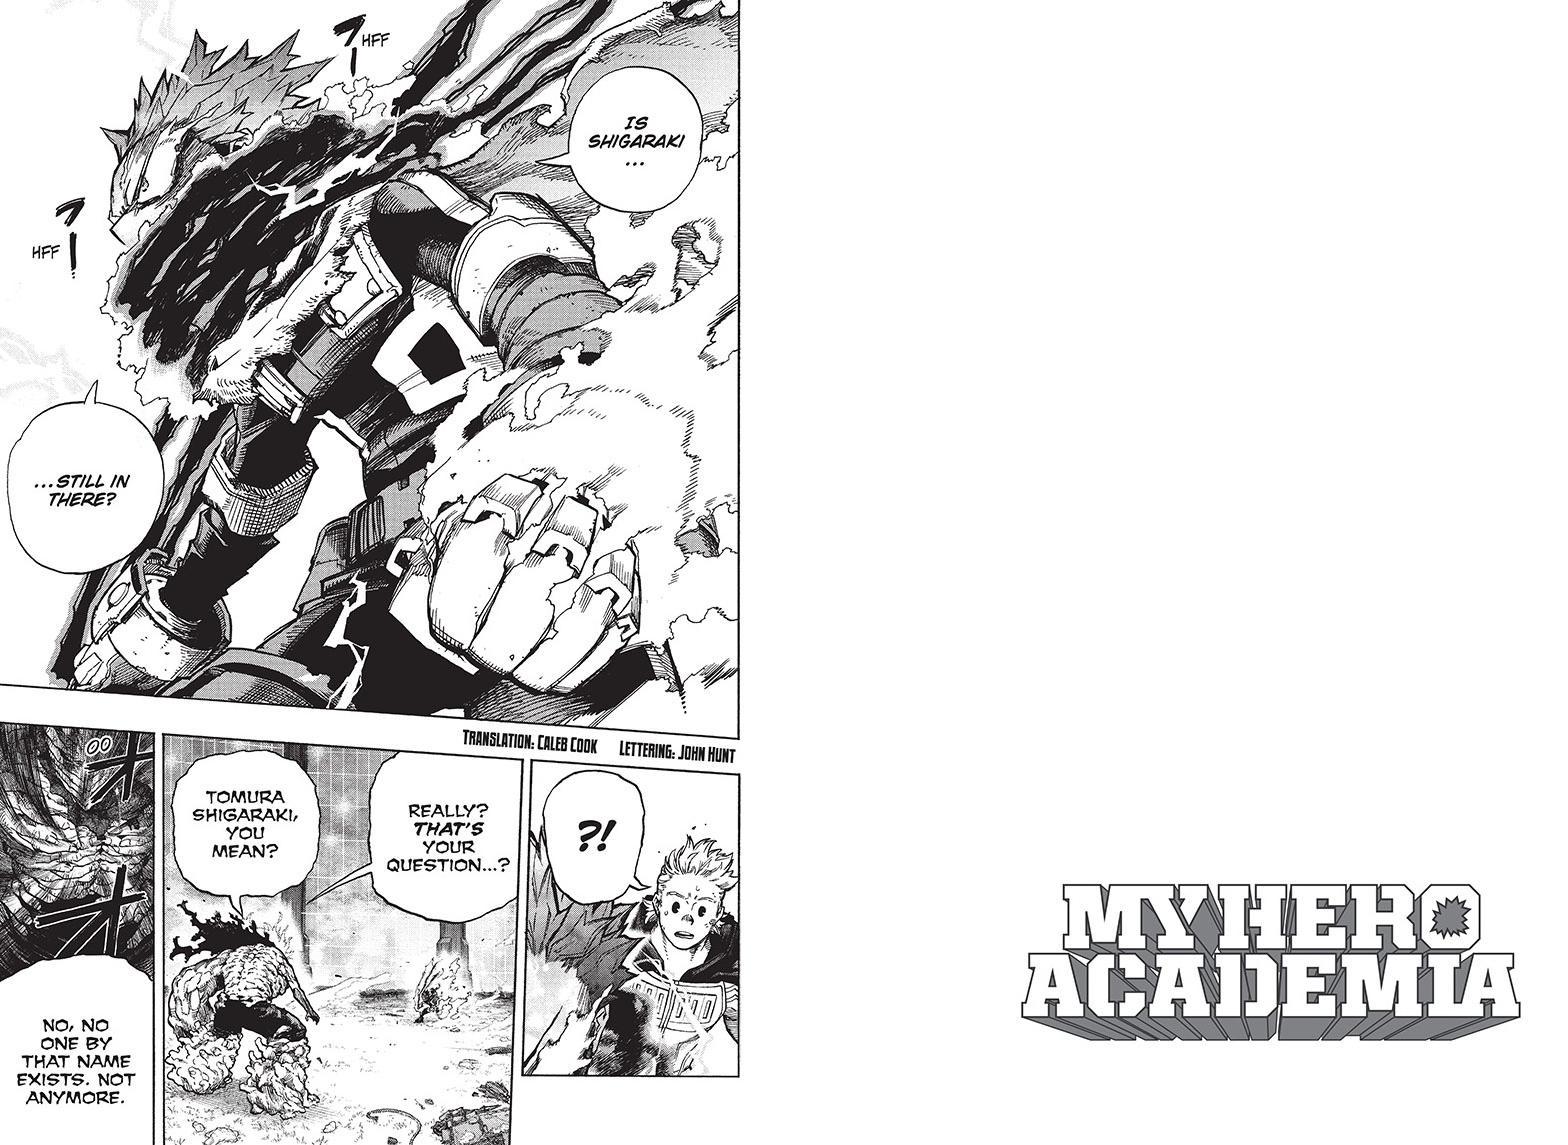 HFF
IS
SHIGARAKI
...
HFF
...STILL IN
THERE?
TRANSLATION: CALEB COOK LETTERING: JOHN HUNT
?!
REALLY?
THAT'S
YOUR
QUESTION...?
TOMURA
SHIGARAKI,
YOU
MEAN?
NO, NO
ONE BY
THAT NAME
EXISTS. NOT
ANYMORE.
MY HERO
ACADEMIA